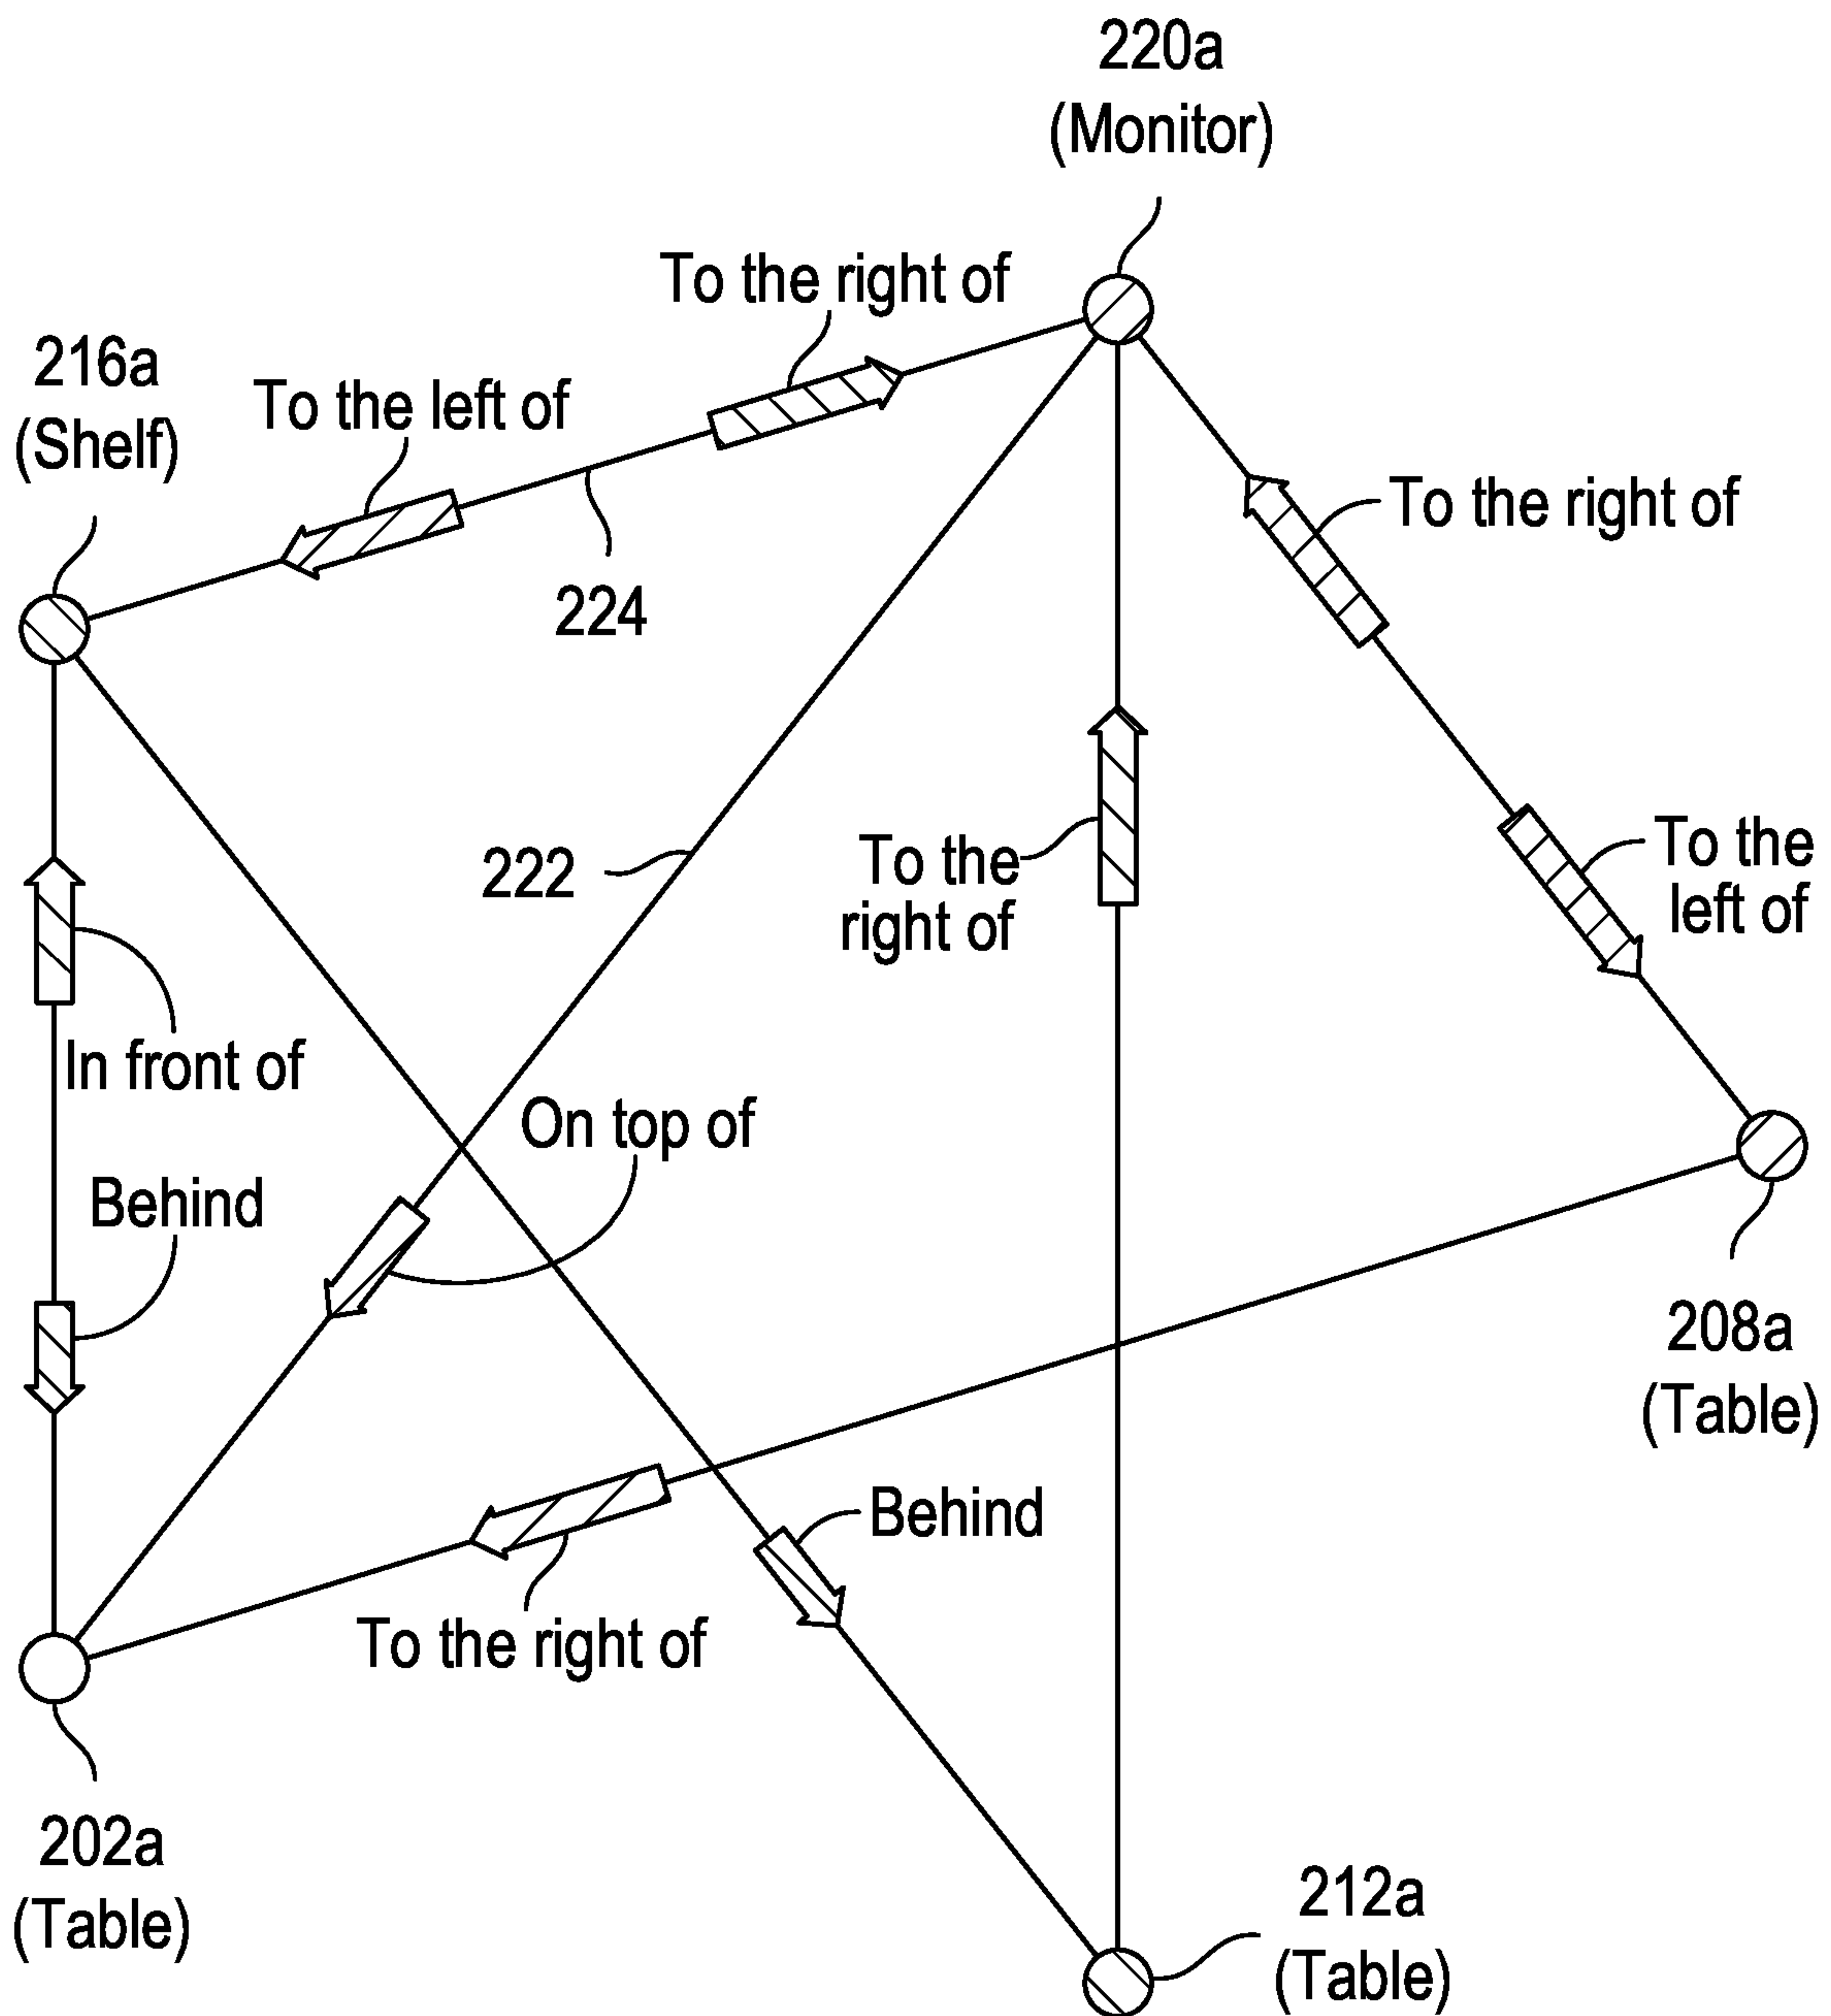 220a
(Monitor)
To the right of
216a
(Shelf)
To the left of
To the right of
224
222
To the
right of
To the
left of
In front of
On top of
Behind
208a
(Table)
Behind
To the right of
202a
(Table)
212a
(Table)